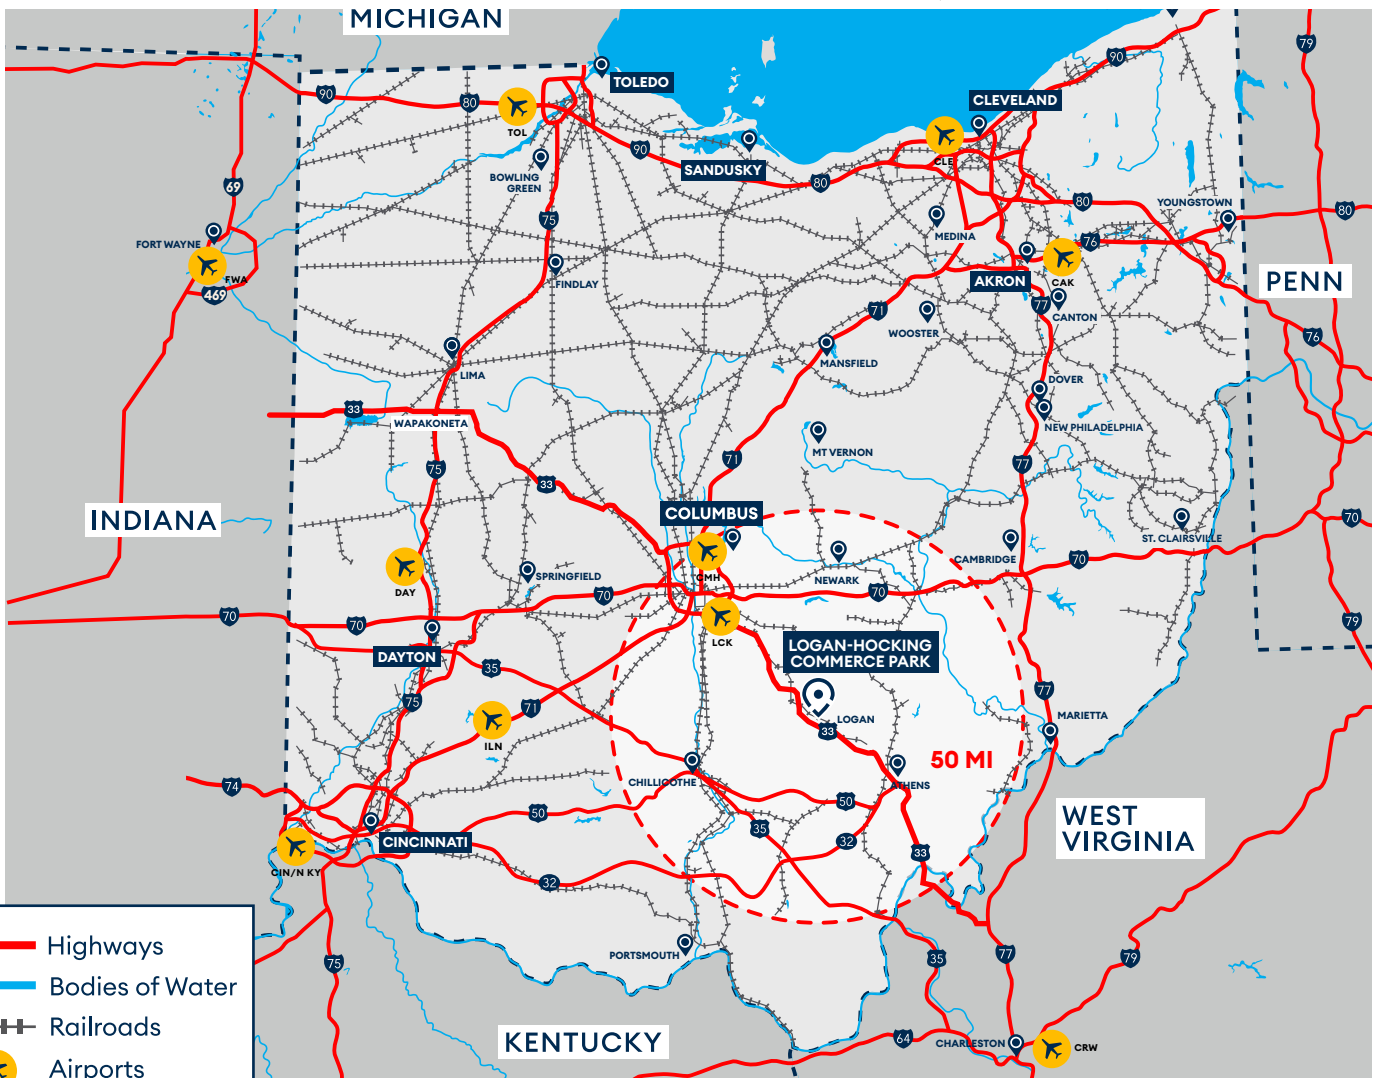 MICHIGAN
90
79
TOLEDO
90
80
TOL
CLEVELAND
CLE
90
SANDUSKY
80
BOWLING
GREEN
69
80
YOUNGSTOWN
80
75
MEDINA
76
FORT WAYNE
FWA
469
FINDLAY
AKRON
CAK
PENN
77
CANTON
71
WOOSTER
76
MANSFIELD
LIMA
DOVER
33
WAPAKONETA
NEW PHILADELPHIA
MT VERNON
71
77
75
33
INDIANA
COLUMBUS
70
ST. CLAIRSVILLE
CMH
NEWARK
CAMBRIDGE
70
DAY
SPRINGFIELD
70
70
70
70
LCK
79
LOGAN-HOCKING
COMMERCE PARK
DAYTON
35
77
75
71
LOGAN
33
MARIETTA
ILN
50 MI
74
CHILLICOTHE
ATHENS
50
50
WEST
VIRGINIA
35
32
CINCINNATI
33
CIN/N KY
32
Highways
PORTSMOUTH
75
35
77
79
Bodies of Water
Railroads
KENTUCKY
64
CHARLESTON
CRW
Airports